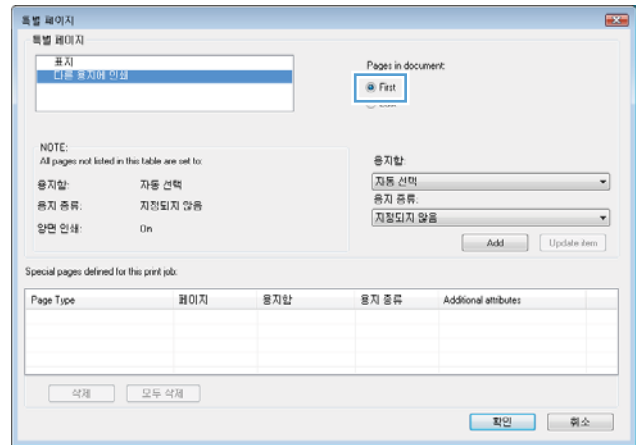 특별 페이지
특별 페이지
표지
다른 용지에 인쇄
Pages in document:
First
NOTE:
All pages not listed in this table are set to:
용지함: 자동 선택
용지 종류: 지정되지 않음
양면 인쇄: On
용지함:
자동 선택
용지 종류:
지정되지 않음
Add Update item
Special pages defined for this print job:
Page Type 페이지 용지함 용지 종류 Additional attributes
삭제 모두 삭제
확인 취소